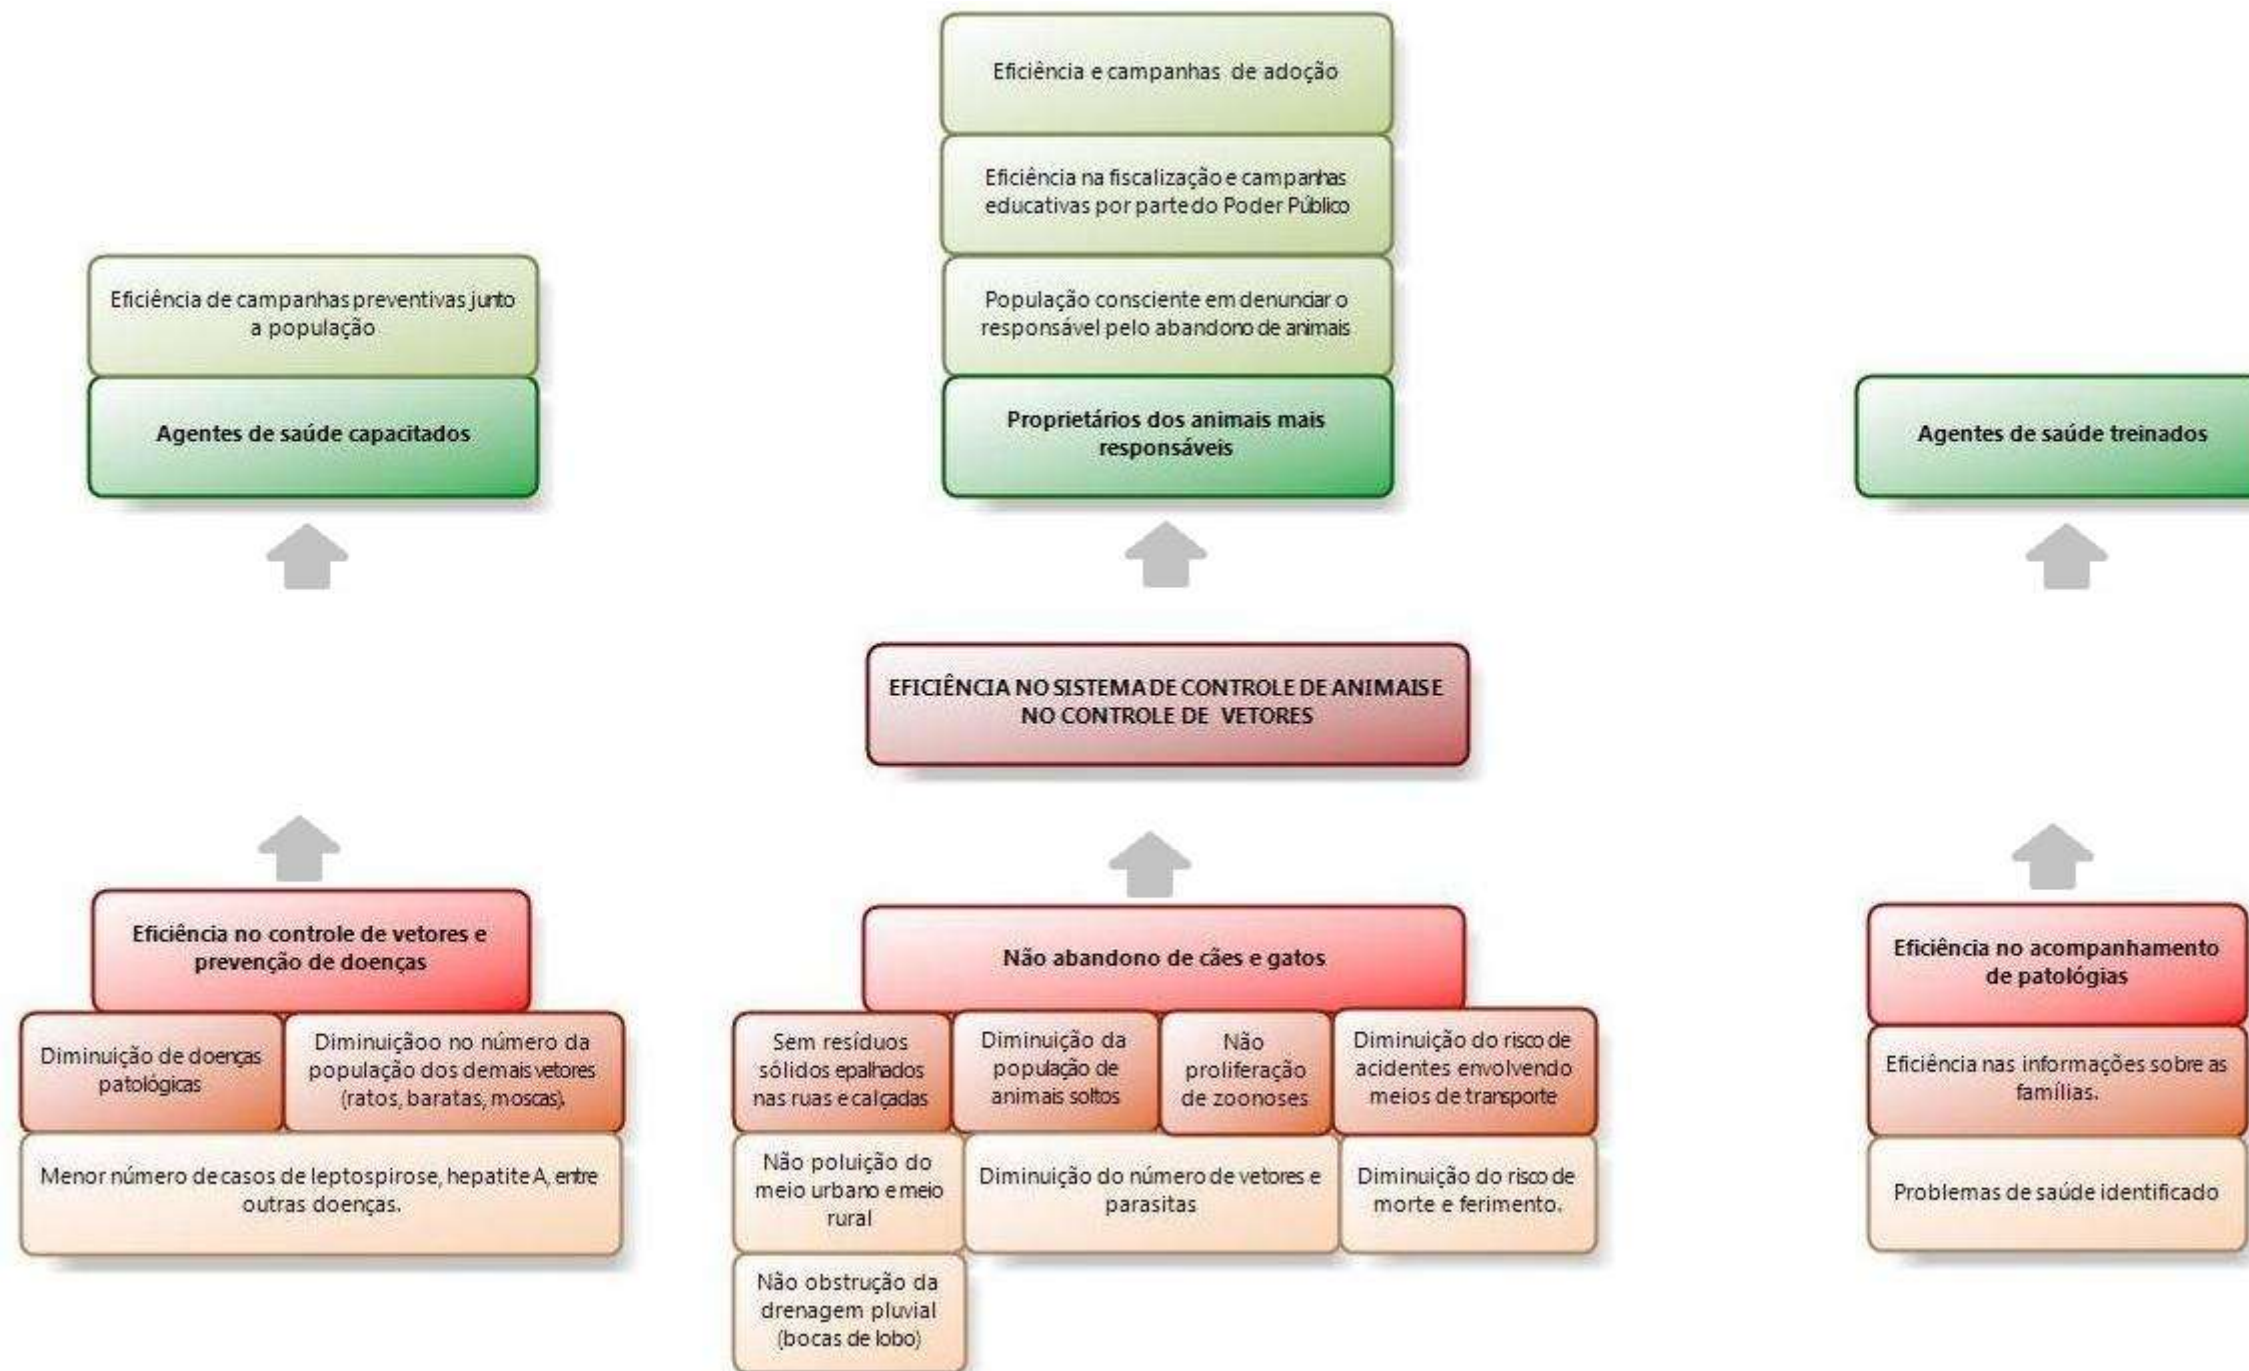 Eficiência e campanhas de adoção
Eficiência na fiscalização e campanhas
educativas por parte do Poder Público
Eficiência de campanhas preventivas junto
a população
População consciente em denunciar o
responsável pelo abandono de animais
Agentes de saúde capacitados
Proprietários dos animais mais
responsáveis
Agentes de saúde treinados
EFICIÊNCIA NO SISTEMA DE CONTROLE DE ANIMAIS E
NO CONTROLE DE VETORES
Eficiência no controle de vetores e
prevenção de doenças
Diminuição de doenças
patológicas
Diminuiçãoo no número da
população dos demais vetores
(ratos, baratas, moscas).
Menor número de casos de leptospirose, hepatite A, entre
outras doenças.
Não abandono de cães e gatos
Sem resíduos
sólidos epalhados
nas ruas e calçadas
Diminuição da
população de
animais soltos
Não
proliferação
de zoonoses
Diminuição do risco de
acidentes envolvendo
meios de transporte
Não poluição do
meio urbano e meio
rural
Diminuição do número de vetores e
parasitas
Diminuição do risco de
morte e ferimento.
Não obstrução da
drenagem pluvial
(bocas de lobo)
Eficiência no acompanhamento
de patológias
Eficiência nas informações sobre as
famílias.
Problemas de saúde identificado